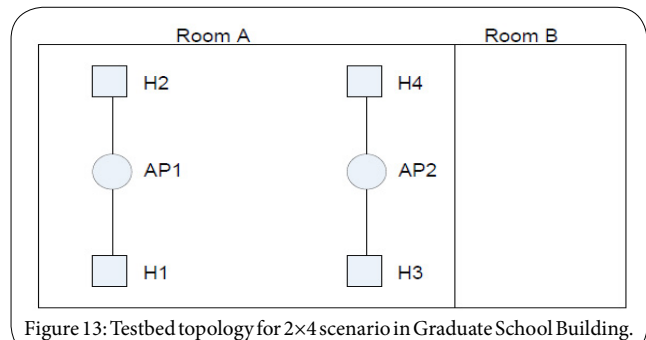 Room A Room B
H2 H4
AP1 AP2
H1 H3
Figure 13: Testbed topology for 2×4 scenario in Graduate School Building.